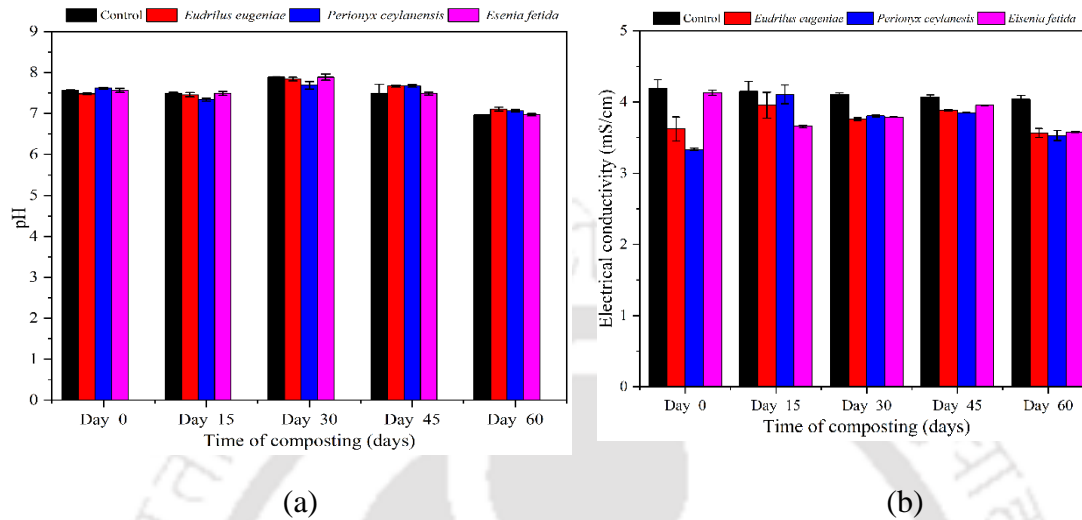 Control Eudrilus eugeniae Perionyx ceylanensis Esenia fetida
9
8
7
6
5
4
3
2
1
0
pH
Day 0 Day 15 Day 30 Day 45 Day 60
Time of composting (days)
(a)
Control Eudrilus eugeniae Perionyx ceylanesis Eisenia fetida
5
4
3
2
1
0
Electrical conductivity (mS/cm)
Day 0 Day 15 Day 30 Day 45 Day 60
Time of composting (days)
(b)